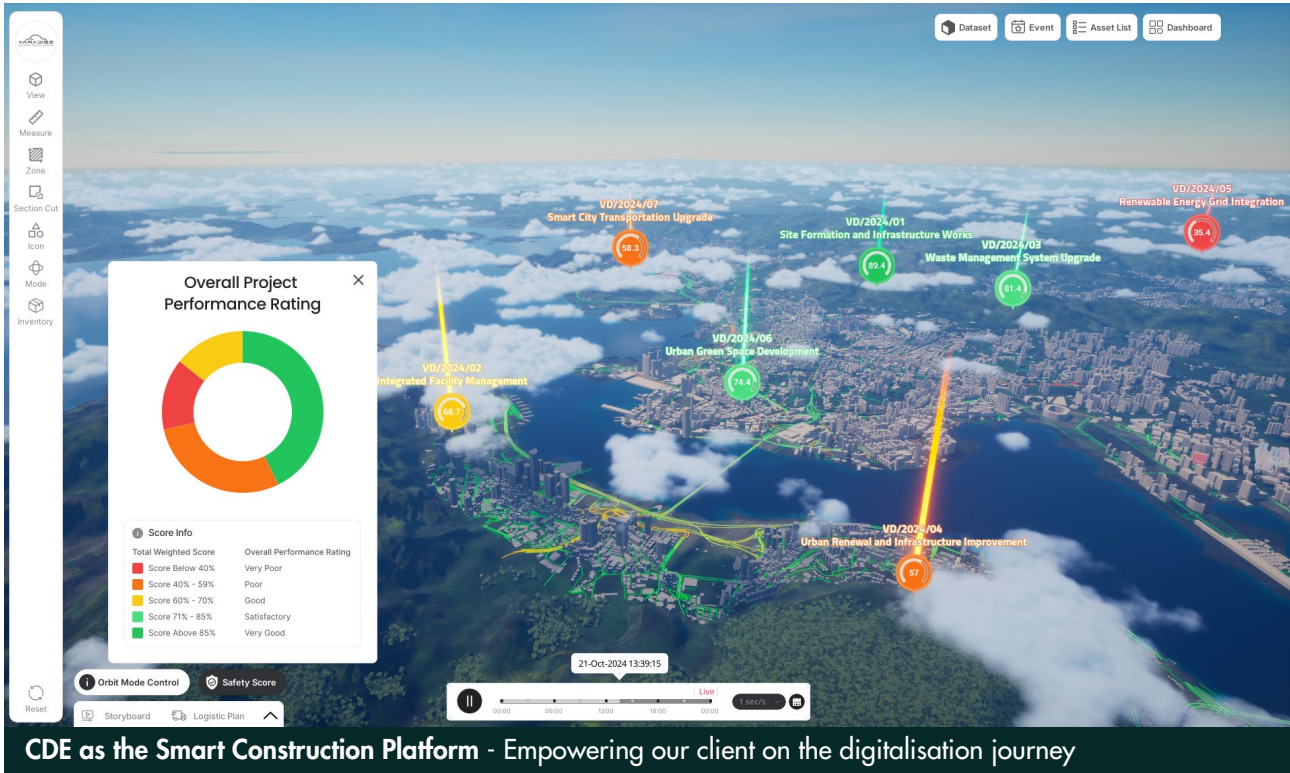 VARADISE
View
Measure
Zone
Section Cut
Icon
Mode
Inventory
Reset
Dataset
Event
Asset List
Dashboard
VD/2024/07
Smart City Transportation Upgrade
58.3
VD/2024/01
Site Formation and Infrastructure Works
89.4
VD/2024/03
Waste Management System Upgrade
81.4
VD/2024/05
Renewable Energy Grid Integration
35.4
VD/2024/06
Urban Green Space Development
74.4
VD/2024/02
Integrated Facility Management
68.7
VD/2024/04
Urban Renewal and Infrastructure Improvement
57
Overall Project
Performance Rating
Score Info
Total Weighted Score Overall Performance Rating
Score Below 40% Very Poor
Score 40% - 59% Poor
Score 60% - 70% Good
Score 71% - 85% Satisfactory
Score Above 85% Very Good
Orbit Mode Control
Safety Score
Storyboard
Logistic Plan
21-Oct-2024 13:39:15
Live
00:00 06:00 12:00 18:00 00:00
1 sec/s
CDE as the Smart Construction Platform - Empowering our client on the digitalisation journey